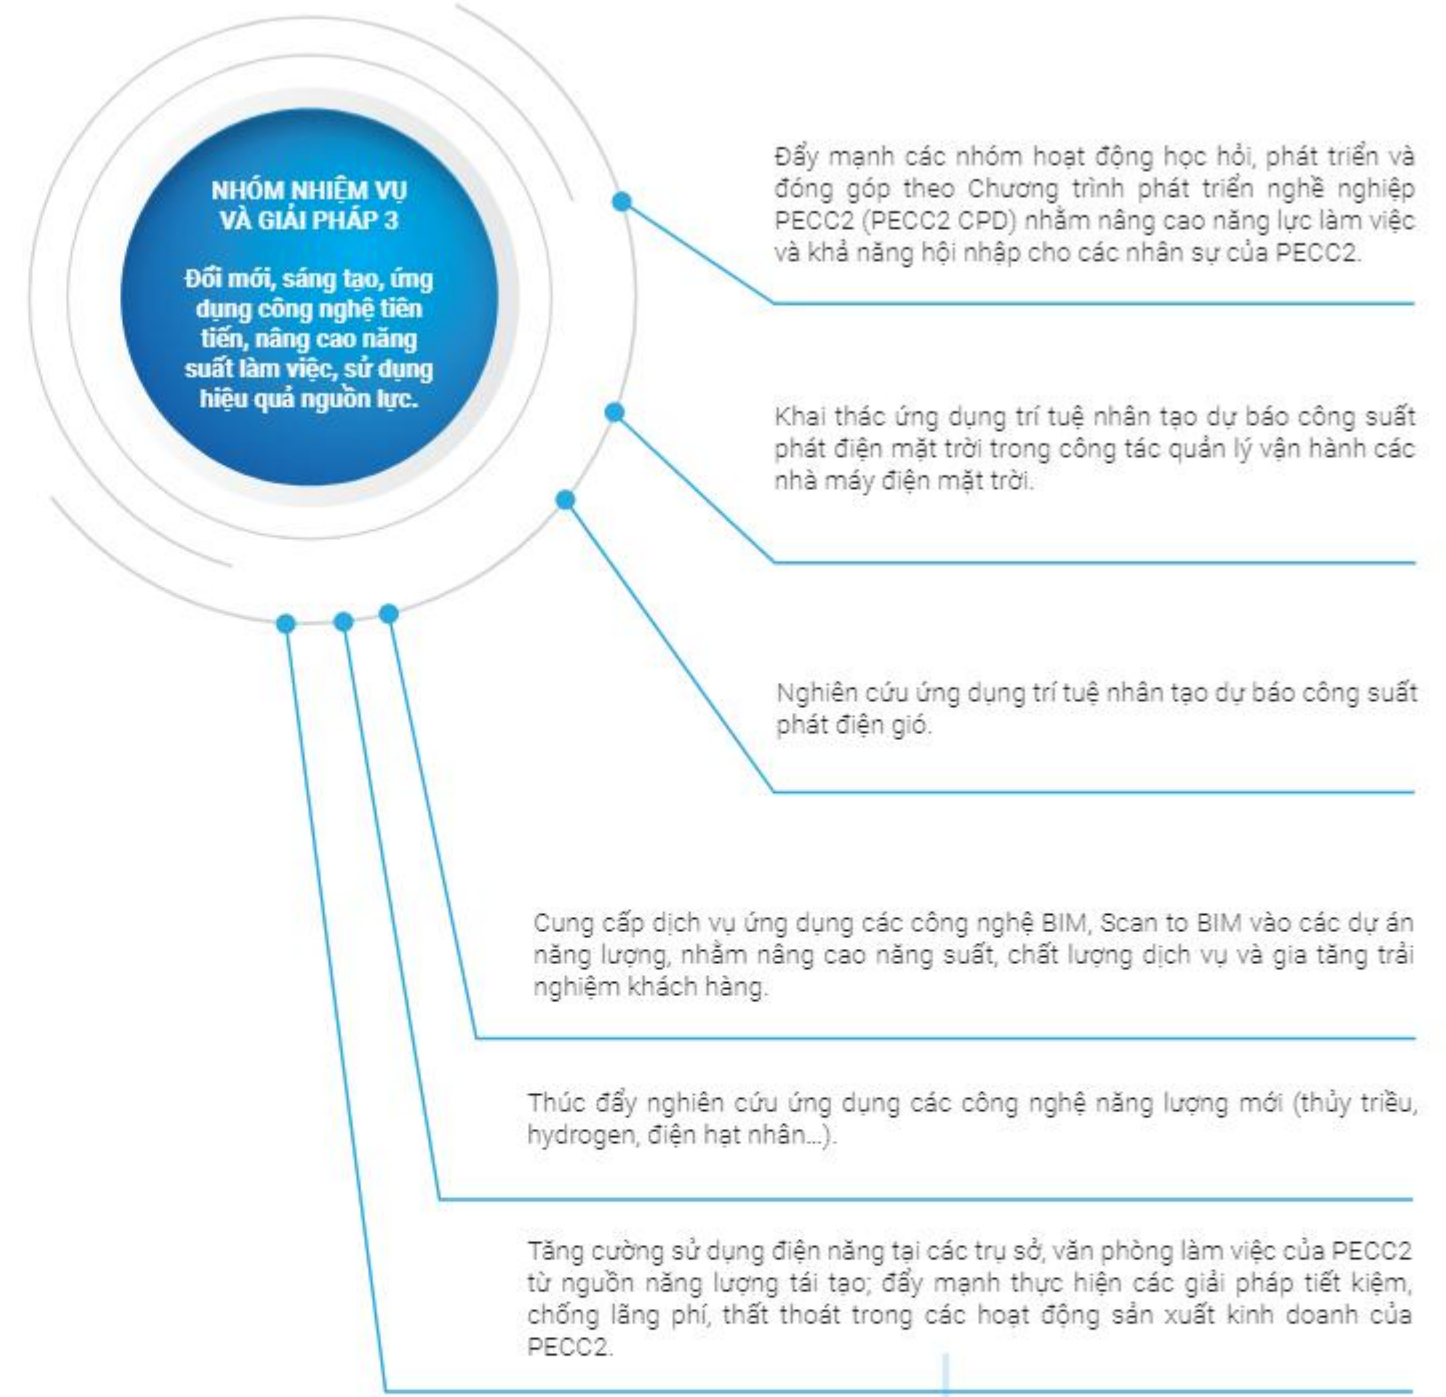 NHÓM NHIỆM VỤ
VÀ GIẢI PHÁP 3
Đổi mới, sáng tạo, ứng
dụng công nghệ tiên
tiến, nâng cao năng
suất làm việc, sử dụng
hiệu quả nguồn lực.
Đẩy mạnh các nhóm hoạt động học hỏi, phát triển và
đóng góp theo Chương trình phát triển nghề nghiệp
PECC2 (PECC2 CPD) nhằm nâng cao năng lực làm việc
và khả năng hội nhập cho các nhân sự của PECC2.
Khai thác ứng dụng trí tuệ nhân tạo dự báo công suất
phát điện mặt trời trong công tác quản lý vận hành các
nhà máy điện mặt trời.
Nghiên cứu ứng dụng trí tuệ nhân tạo dự báo công suất
phát điện gió.
Cung cấp dịch vụ ứng dụng các công nghệ BIM, Scan to BIM vào các dự án
năng lượng, nhằm nâng cao năng suất, chất lượng dịch vụ và gia tăng trải
nghiệm khách hàng.
Thúc đẩy nghiên cứu ứng dụng các công nghệ năng lượng mới (thủy triều,
hydrogen, điện hạt nhân...).
Tăng cường sử dụng điện năng tại các trụ sở, văn phòng làm việc của PECC2
từ nguồn năng lượng tái tạo; đẩy mạnh thực hiện các giải pháp tiết kiệm,
chống lãng phí, thất thoát trong các hoạt động sản xuất kinh doanh của
PECC2.